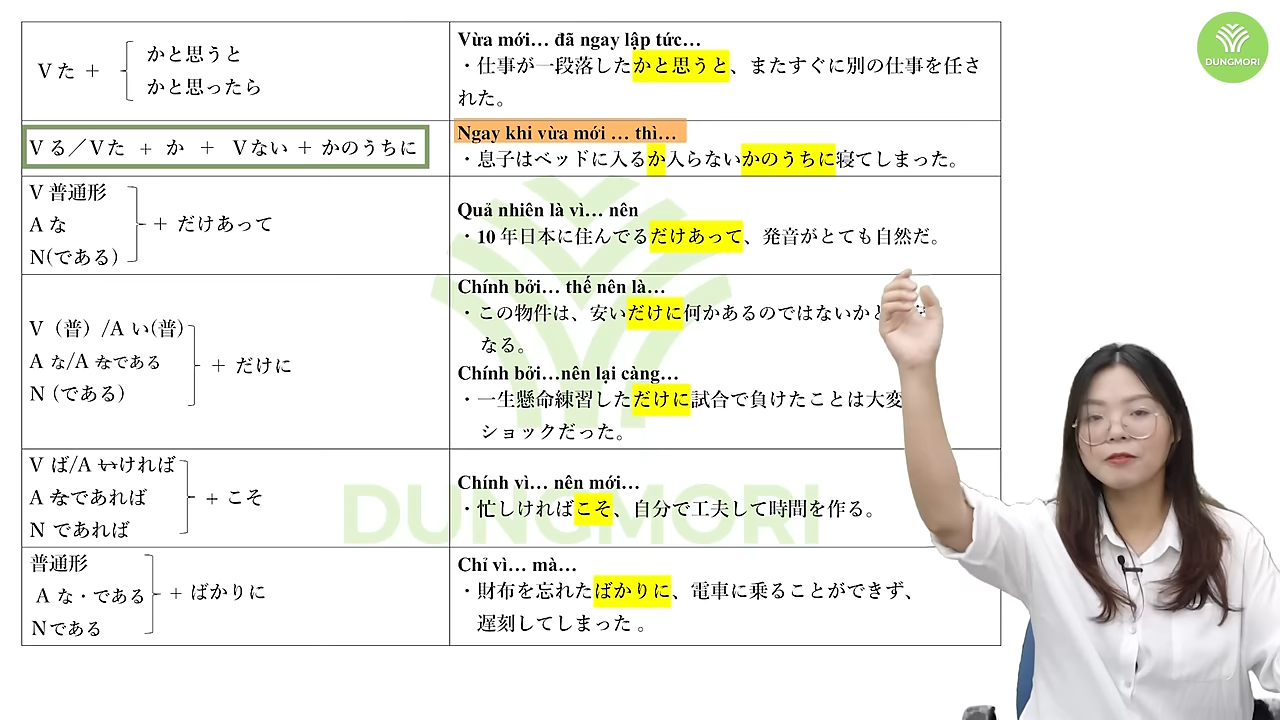 Vた + かと思うと
かと思ったら
Vừa mới… đã ngay lập tức…
・仕事が一段落したかと思うと、またすぐに別の仕事を任さ
れた。
Vる／Vた + か + Vない + かのうちに
Ngay khi vừa mới … thì…
・息子はベッドに入るか入らないかのうちに寝てしまった。
V 普通形
A な
N(である)
+ だけあって
Quả nhiên là vì… nên
・10 年日本に住んでるだけあって、発音がとても自然だ。
V（普）/A い(普)
A な/A なである
N (である)
+ だけに
Chính bởi… thế nên là…
・この物件は、安いだけに何かあるのではないかと
なる。
Chính bởi…nên lại càng…
・一生懸命練習しただけに試合で負けたことは大変
ショックだった。
V ば/A いければ
A なであれば
N であれば
+ こそ
Chính vì… nên mới…
・忙しければこそ、自分で工夫して時間を作る。
普通形
A な・である
Nである
+ ばかりに
Chỉ vì… mà…
・財布を忘れたばかりに、電車に乗ることができず、
遅刻してしまった 。
DUNGMORI
DUNGMORI